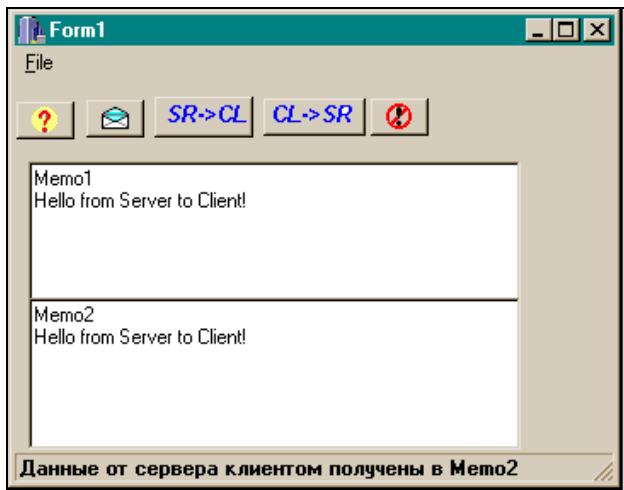 Form1
File
? SR->CL CL->SR
Memo1
Hello from Server to Client!
Memo2
Hello from Server to Client!
Данные от сервера клиентом получены в Memo2